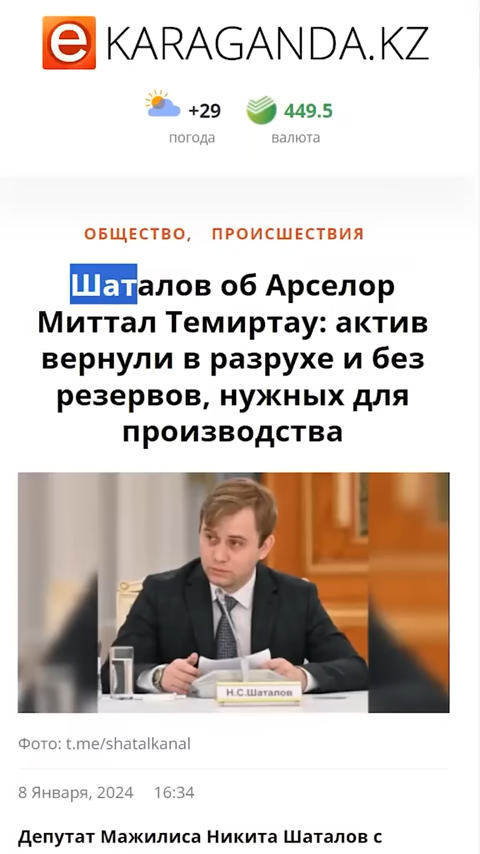 e KARAGANDA.KZ
+29 449.5
погода валюта
ОБЩЕСТВО, ПРОИСШЕСТВИЯ
Шаталов об Арселор
Миттал Темиртау: актив
вернули в разрухе и без
резервов, нужных для
производства
Н.С.Шаталов
Фото: t.me/shatalkanal
8 Января, 2024 16:34
Депутат Мажилиса Никита Шаталов с